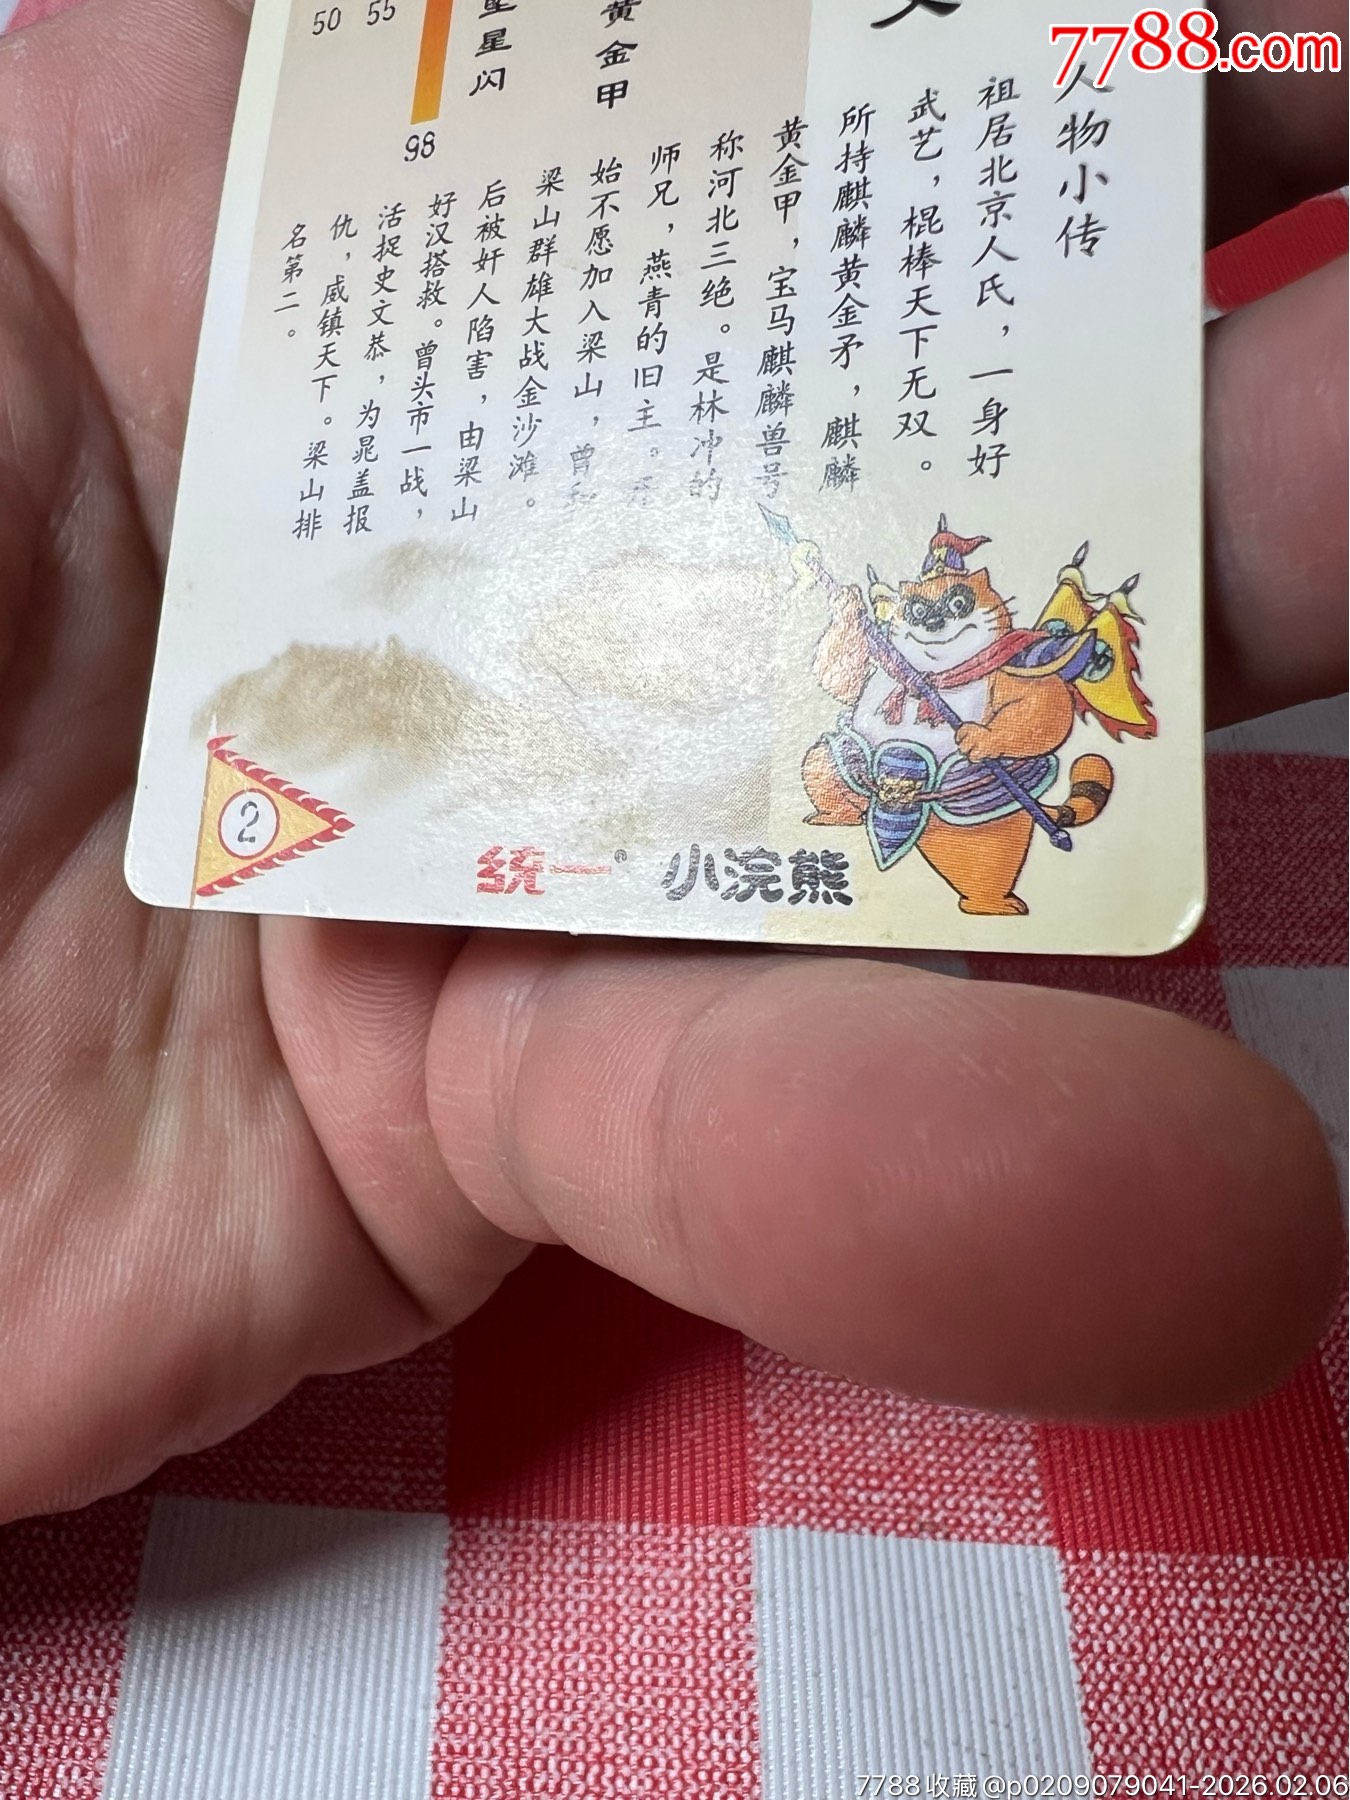 7788.com
50 55
98
星星闪
黄金甲
人物小传
祖居北京人氏，一身好
武艺，棍棒天下无双。
所持麒麟黄金矛，麒麟
黄金甲，宝马麒麟兽号
称河北三绝。是林冲的
师兄，燕青的旧主。
始不愿加入梁山，曾和
梁山群雄大战金沙滩。
后被奸人陷害，由梁山
好汉搭救。曾头市一战，
活捉史文恭，为晁盖报
仇，威镇天下。梁山排
名第二。
2
统一® 小浣熊
7788收藏@p0209079041-2026.02.06